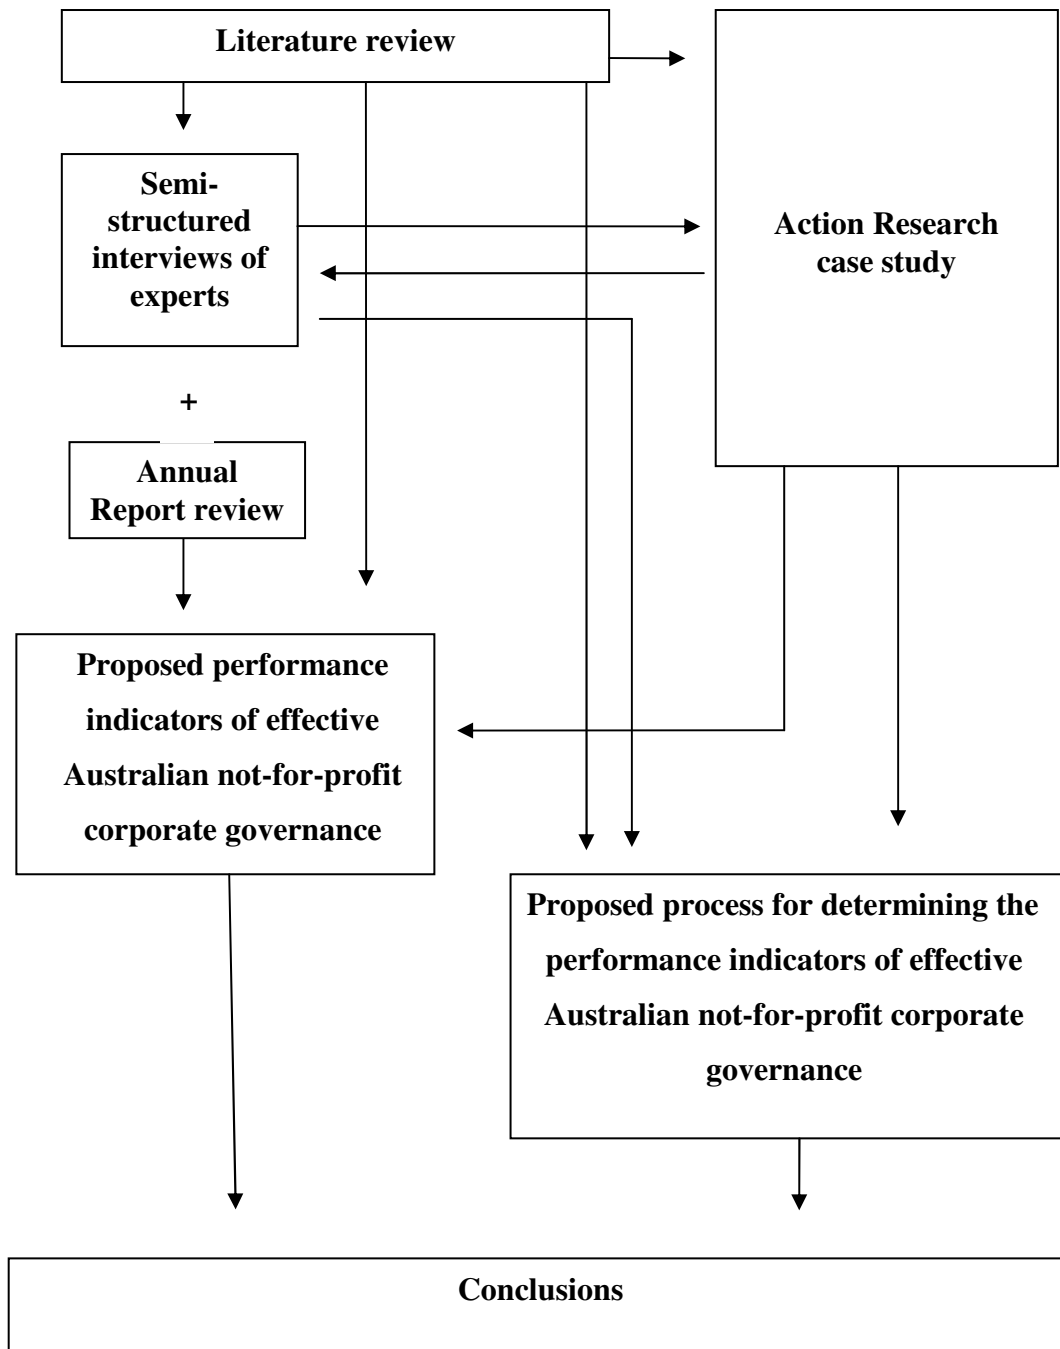 Literature review
Semi-
structured
interviews of
experts
Action Research
case study
+
Annual
Report review
Proposed performance
indicators of effective
Australian not-for-profit
corporate governance
Proposed process for determining the
performance indicators of effective
Australian not-for-profit corporate
governance
Conclusions